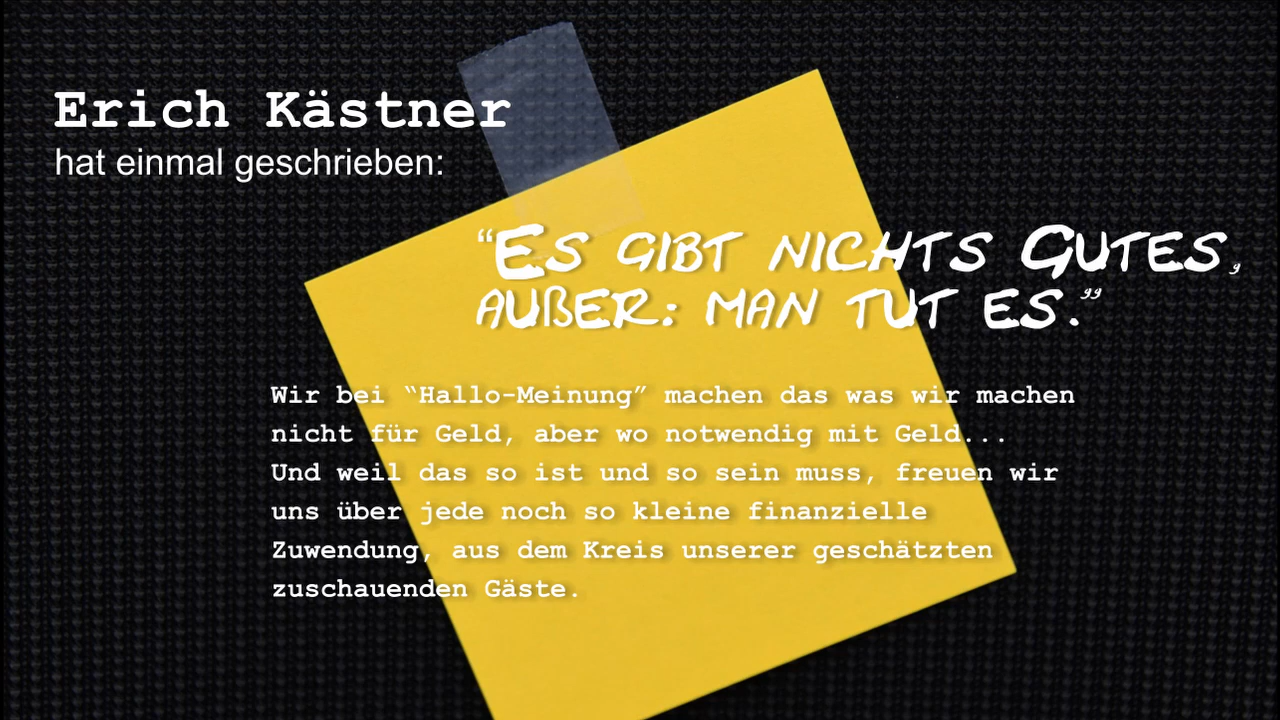 Erich Kästner
hat einmal geschrieben:
“Es gibt nichts Gutes,
außer: man tut es.”
Wir bei “Hallo-Meinung” machen das was wir machen
nicht für Geld, aber wo notwendig mit Geld...
Und weil das so ist und so sein muss, freuen wir
uns über jede noch so kleine finanzielle
Zuwendung, aus dem Kreis unserer geschätzten
zuschauenden Gäste.